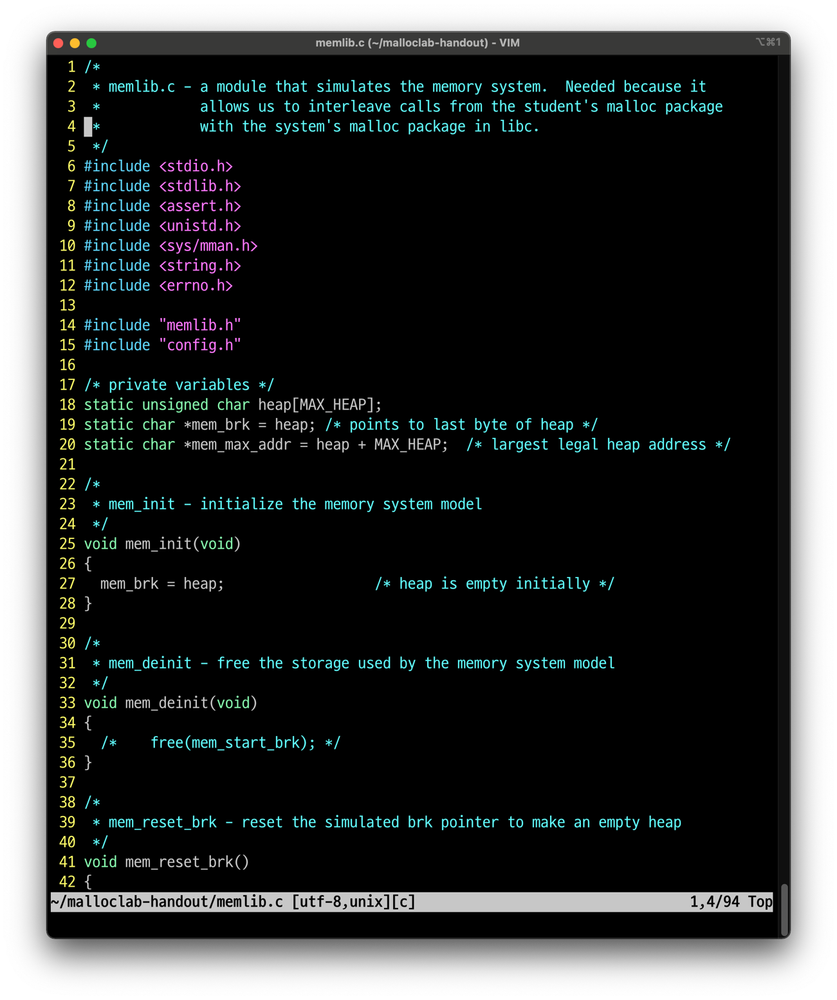 memlib.c (~/malloclab-handout) - VIM
⌥⌘1
1 /*
2  * memlib.c - a module that simulates the memory system.  Needed because it
3  *            allows us to interleave calls from the student's malloc package
4  *            with the system's malloc package in libc.
5  */
6 #include <stdio.h>
7 #include <stdlib.h>
8 #include <assert.h>
9 #include <unistd.h>
10 #include <sys/mman.h>
11 #include <string.h>
12 #include <errno.h>
13
14 #include "memlib.h"
15 #include "config.h"
16
17 /* private variables */
18 static unsigned char heap[MAX_HEAP];
19 static char *mem_brk = heap; /* points to last byte of heap */
20 static char *mem_max_addr = heap + MAX_HEAP;  /* largest legal heap address */
21
22 /*
23  * mem_init - initialize the memory system model
24  */
25 void mem_init(void)
26 {
27   mem_brk = heap;                  /* heap is empty initially */
28 }
29
30 /*
31  * mem_deinit - free the storage used by the memory system model
32  */
33 void mem_deinit(void)
34 {
35   /*    free(mem_start_brk); */
36 }
37
38 /*
39  * mem_reset_brk - reset the simulated brk pointer to make an empty heap
40  */
41 void mem_reset_brk()
42 {
~/malloclab-handout/memlib.c [utf-8,unix][c] 1,4/94 Top